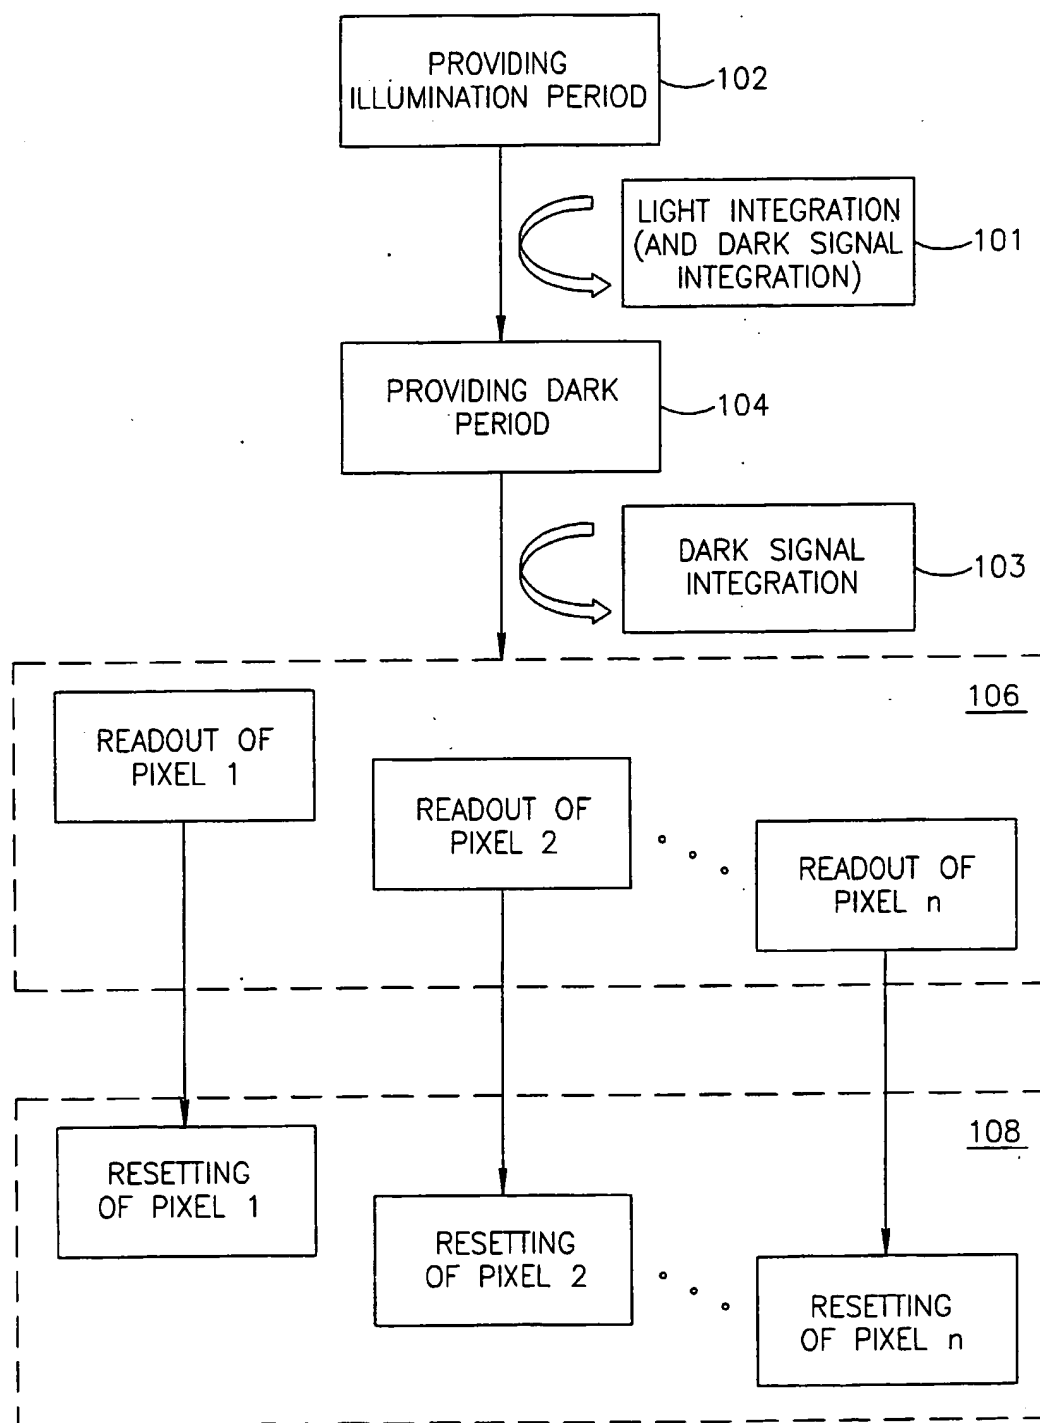 PROVIDING
ILLUMINATION PERIOD
102
LIGHT INTEGRATION
(AND DARK SIGNAL
INTEGRATION)
101
PROVIDING DARK
PERIOD
104
DARK SIGNAL
INTEGRATION
103
106
READOUT OF
PIXEL 1
READOUT OF
PIXEL 2
READOUT OF
PIXEL n
108
RESETTING
OF PIXEL 1
RESETTING
OF PIXEL 2
RESETTING
OF PIXEL n